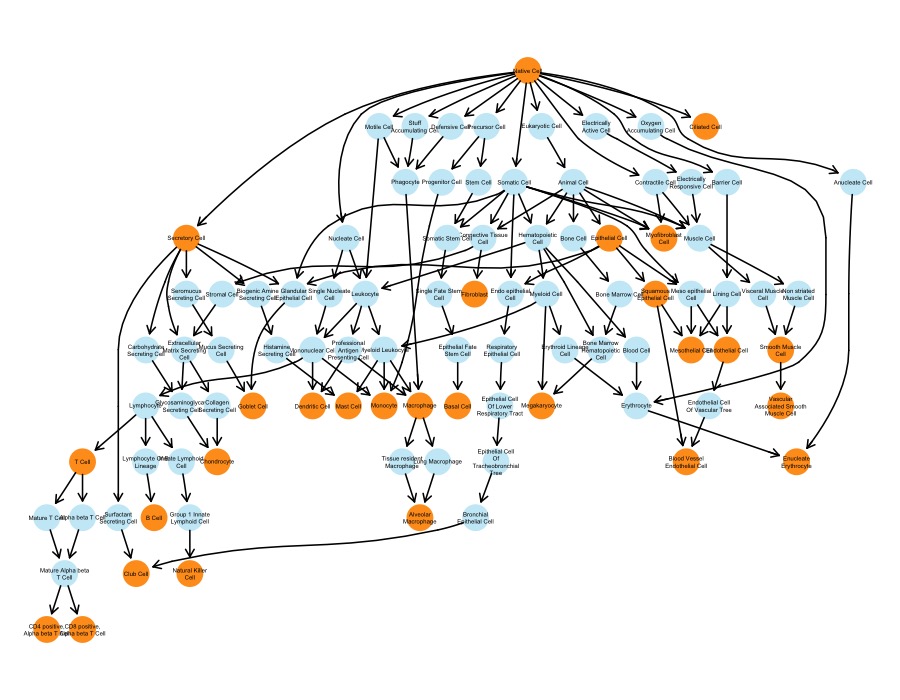 Native Cell
Motile Cell
Stuff
Accumulating Cell
Defensive Cell
Precursor Cell
Eukaryotic Cell
Electrically
Active Cell
Oxygen
Accumulating Cell
Ciliated Cell
Phagocyte
Progenitor Cell
Stem Cell
Somatic Cell
Animal Cell
Contractile Cell
Electrically
Responsive Cell
Barrier Cell
Anucleate Cell
Secretory Cell
Nucleate Cell
Somatic Stem Cell
Connective Tissue
Cell
Hematopoietic
Cell
Bone Cell
Epithelial Cell
Myofibroblast
Cell
Muscle Cell
Seromucus
Secreting Cell
Stromal Cell
Biogenic Amine
Secreting Cell
Glandular
Epithelial Cell
Single Nucleate
Cell
Leukocyte
Single Fate Stem
Cell
Fibroblast
Endo epithelial
Cell
Myeloid Cell
Bone Marrow Cell
Squamous
Epithelial Cell
Meso epithelial
Cell
Lining Cell
Visceral Muscle
Cell
Non striated
Muscle Cell
Carbohydrate
Secreting Cell
Extracellular
Matrix Secreting
Cell
Mucus Secreting
Cell
Histamine
Secreting Cell
Mononuclear Cell
Professional
Antigen
Presenting Cell
Myeloid Leukocyte
Epithelial Fate
Stem Cell
Respiratory
Epithelial Cell
Erythroid Lineage
Cell
Bone Marrow
Hematopoietic
Cell
Blood Cell
Mesothelial Cell
Endothelial Cell
Smooth Muscle
Cell
Lymphocyte
Glycosaminoglycan
Secreting Cell
Collagen
Secreting Cell
Goblet Cell
Dendritic Cell
Mast Cell
Monocyte
Macrophage
Basal Cell
Epithelial Cell
Of Lower
Respiratory Tract
Megakaryocyte
Erythrocyte
Endothelial Cell
Of Vascular Tree
Vascular
Associated Smooth
Muscle Cell
T Cell
Lymphocyte Of B
Lineage
Innate Lymphoid
Cell
Chondrocyte
Tissue resident
Macrophage
Lung Macrophage
Epithelial Cell
Of
Tracheobronchial
Tree
Blood Vessel
Endothelial Cell
Enucleate
Erythrocyte
Mature T Cell
Alpha beta T Cell
Surfactant
Secreting Cell
B Cell
Group 1 Innate
Lymphoid Cell
Alveolar
Macrophage
Bronchial
Epithelial Cell
Mature Alpha beta
T Cell
Club Cell
Natural Killer
Cell
CD4 positive,
Alpha beta T Cell
CD8 positive,
Alpha beta T Cell